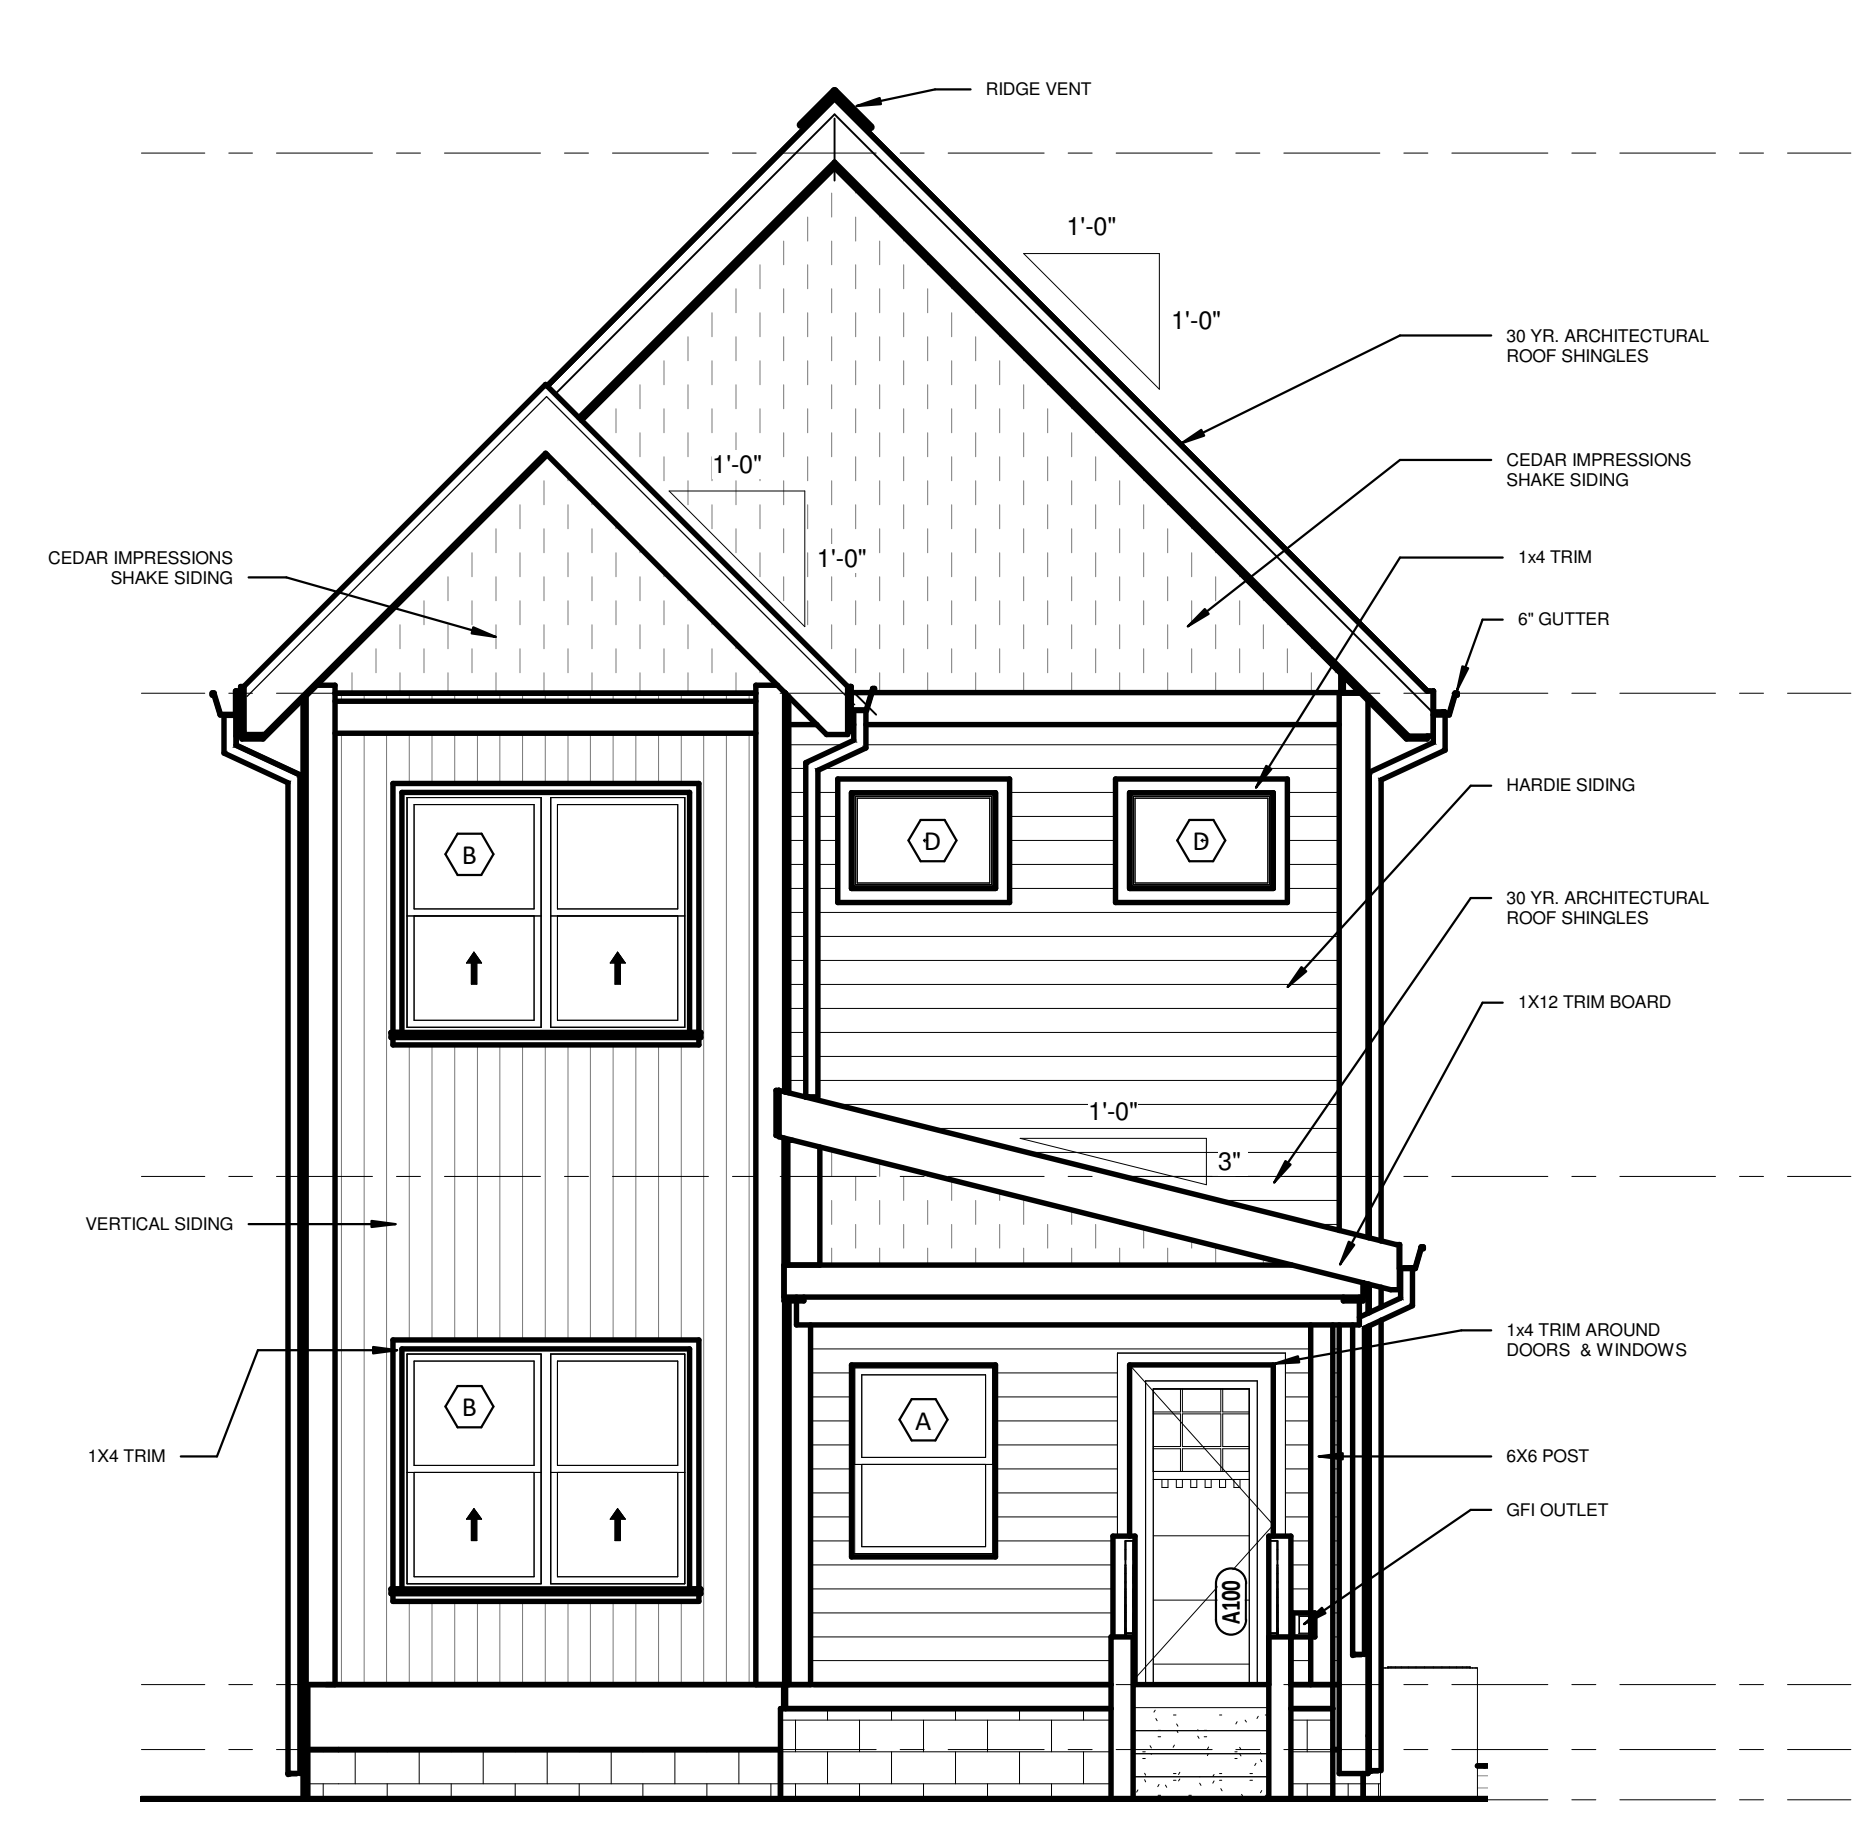 RIDGE VENT
1'-0"
1'-0"
30 YR. ARCHITECTURAL
ROOF SHINGLES
CEDAR IMPRESSIONS
SHAKE SIDING
1'-0"
1'-0"
CEDAR IMPRESSIONS
SHAKE SIDING
1x4 TRIM
6" GUTTER
HARDIE SIDING
B
D
D
30 YR. ARCHITECTURAL
ROOF SHINGLES
1X12 TRIM BOARD
1'-0"
3"
VERTICAL SIDING
1x4 TRIM AROUND
DOORS & WINDOWS
B
A
1X4 TRIM
6X6 POST
GFI OUTLET
A100